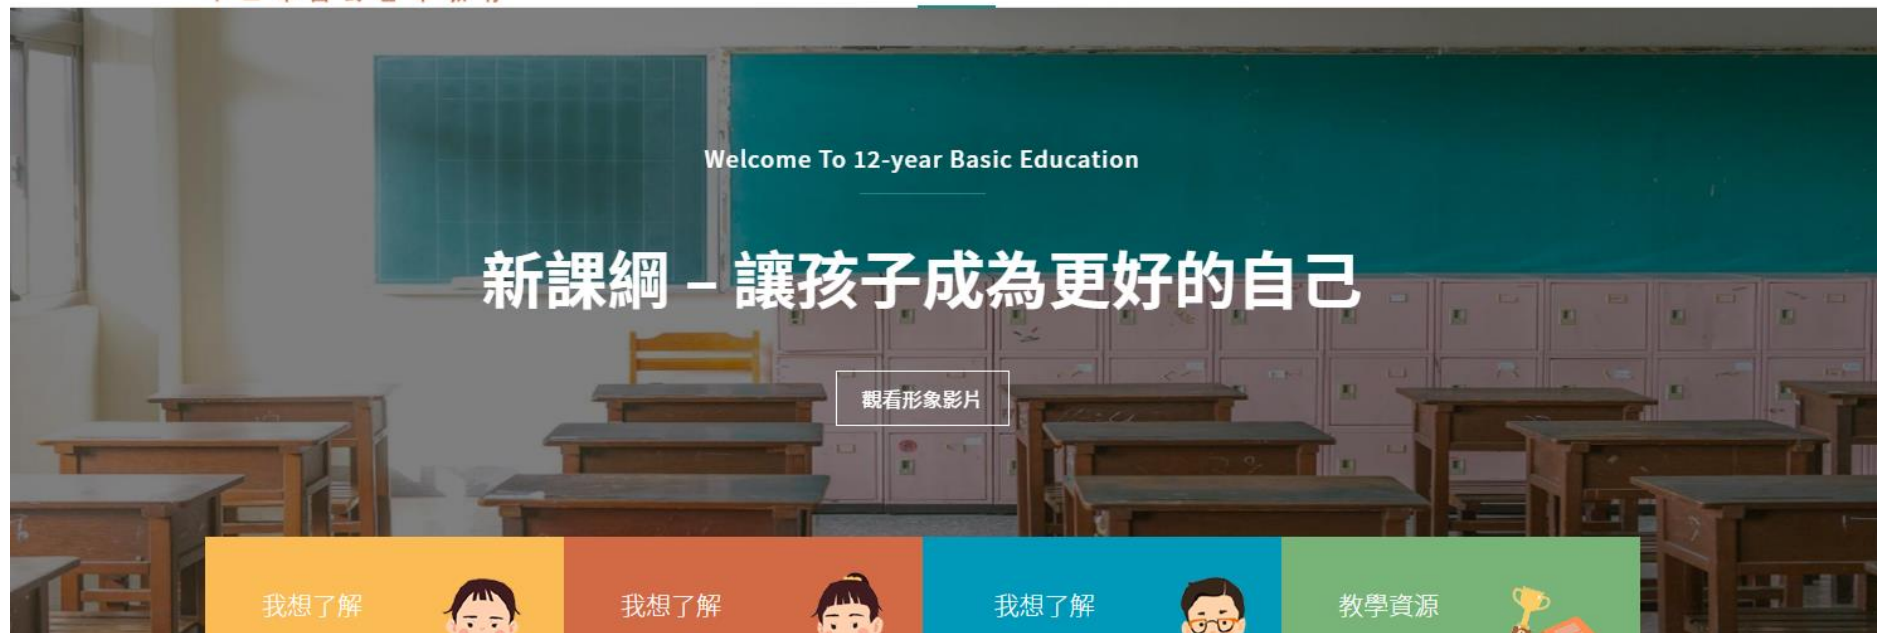 Welcome To 12-year Basic Education
新課綱 – 讓孩子成為更好的自己
觀看形象影片
我想了解
我想了解
我想了解
教學資源